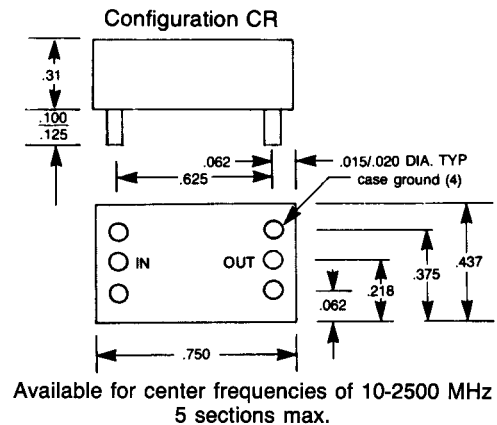 Configuration CR
.31
.100
.125
.062
.015/.020 DIA. TYP
.625
case ground (4)
IN
OUT
.437
.375
.218
.062
.750
Available for center frequencies of 10-2500 MHz
5 sections max.